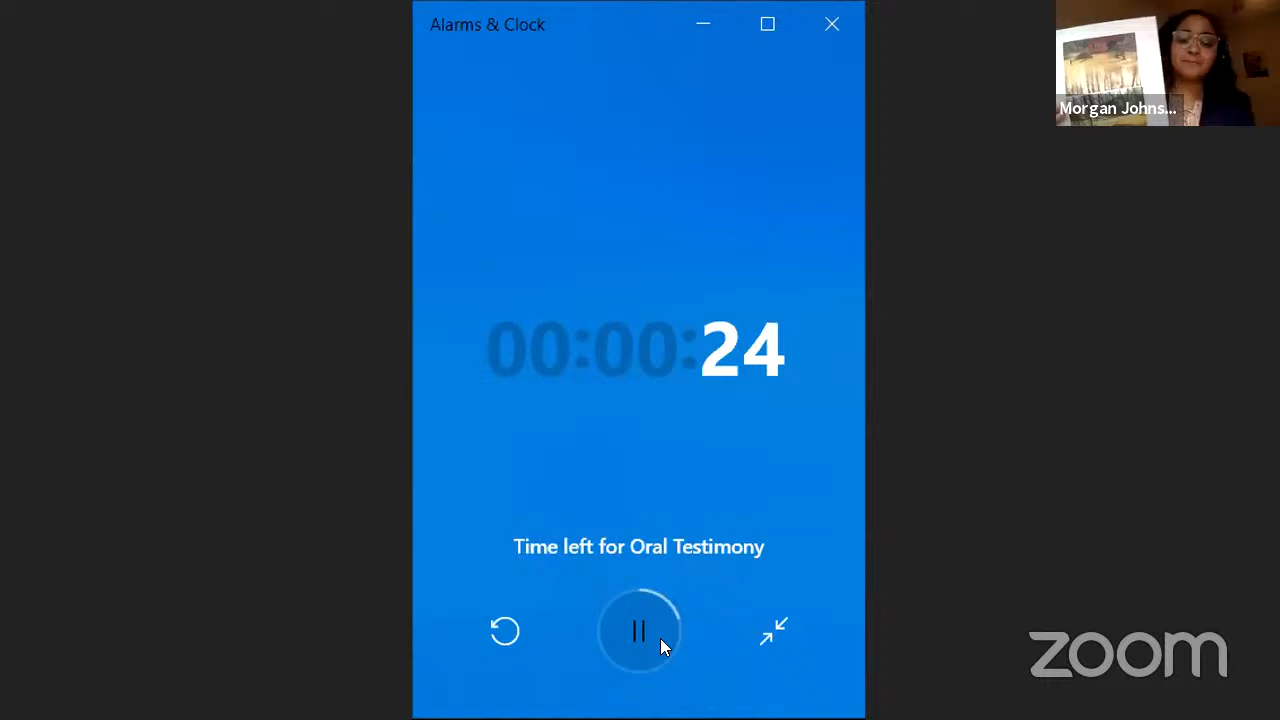 Alarms & Clock
Morgan Johns...
00:00:24
Time left for Oral Testimony
zoom